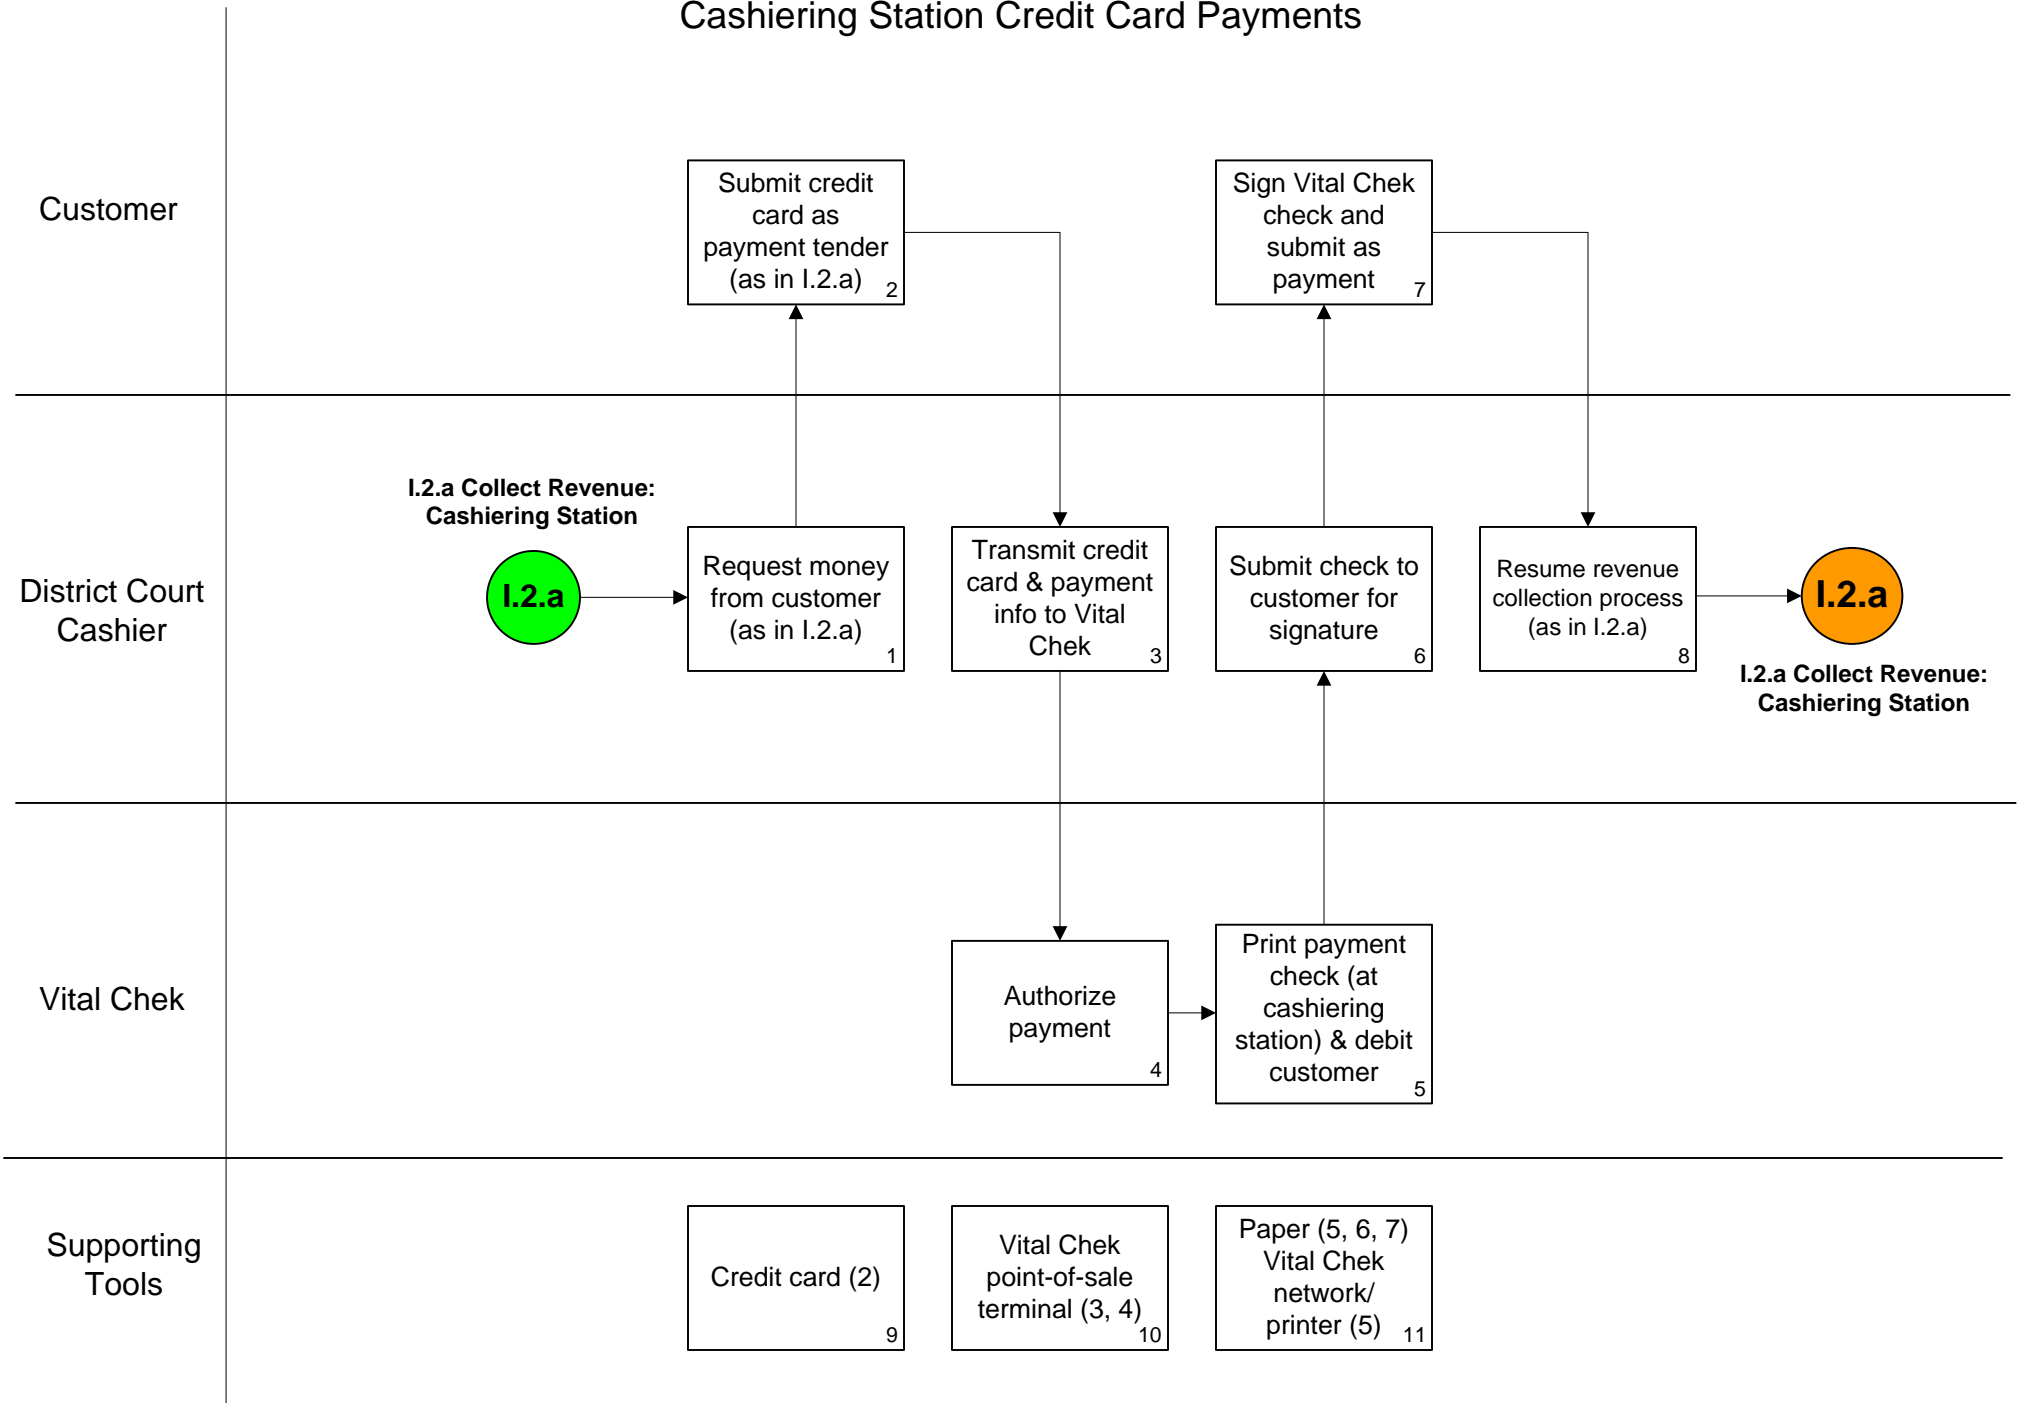 Cashiering Station Credit Card Payments
Customer
Submit credit
card as
payment tender
(as in I.2.a)
2
Sign Vital Chek
check and
submit as
payment
7
District Court
Cashier
I.2.a Collect Revenue:
Cashiering Station
I.2.a
Request money
from customer
(as in I.2.a)
1
Transmit credit
card & payment
info to Vital
Chek
3
Submit check to
customer for
signature
6
Resume revenue
collection process
(as in I.2.a)
8
I.2.a
I.2.a Collect Revenue:
Cashiering Station
Vital Chek
Authorize
payment
4
Print payment
check (at
cashiering
station) & debit
customer
5
Supporting
Tools
Credit card (2)
9
Vital Chek
point-of-sale
terminal (3, 4)
10
Paper (5, 6, 7)
Vital Chek
network/
printer (5)
11